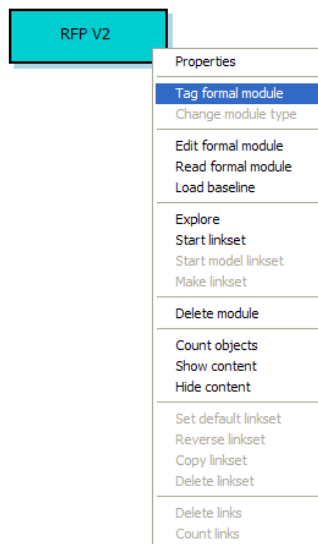 RFP V2
Properties
Tag formal module
Change module type
Edit formal module
Read formal module
Load baseline
Explore
Start linkset
Start model linkset
Make linkset
Delete module
Count objects
Show content
Hide content
Set default linkset
Reverse linkset
Copy linkset
Delete linkset
Delete links
Count links